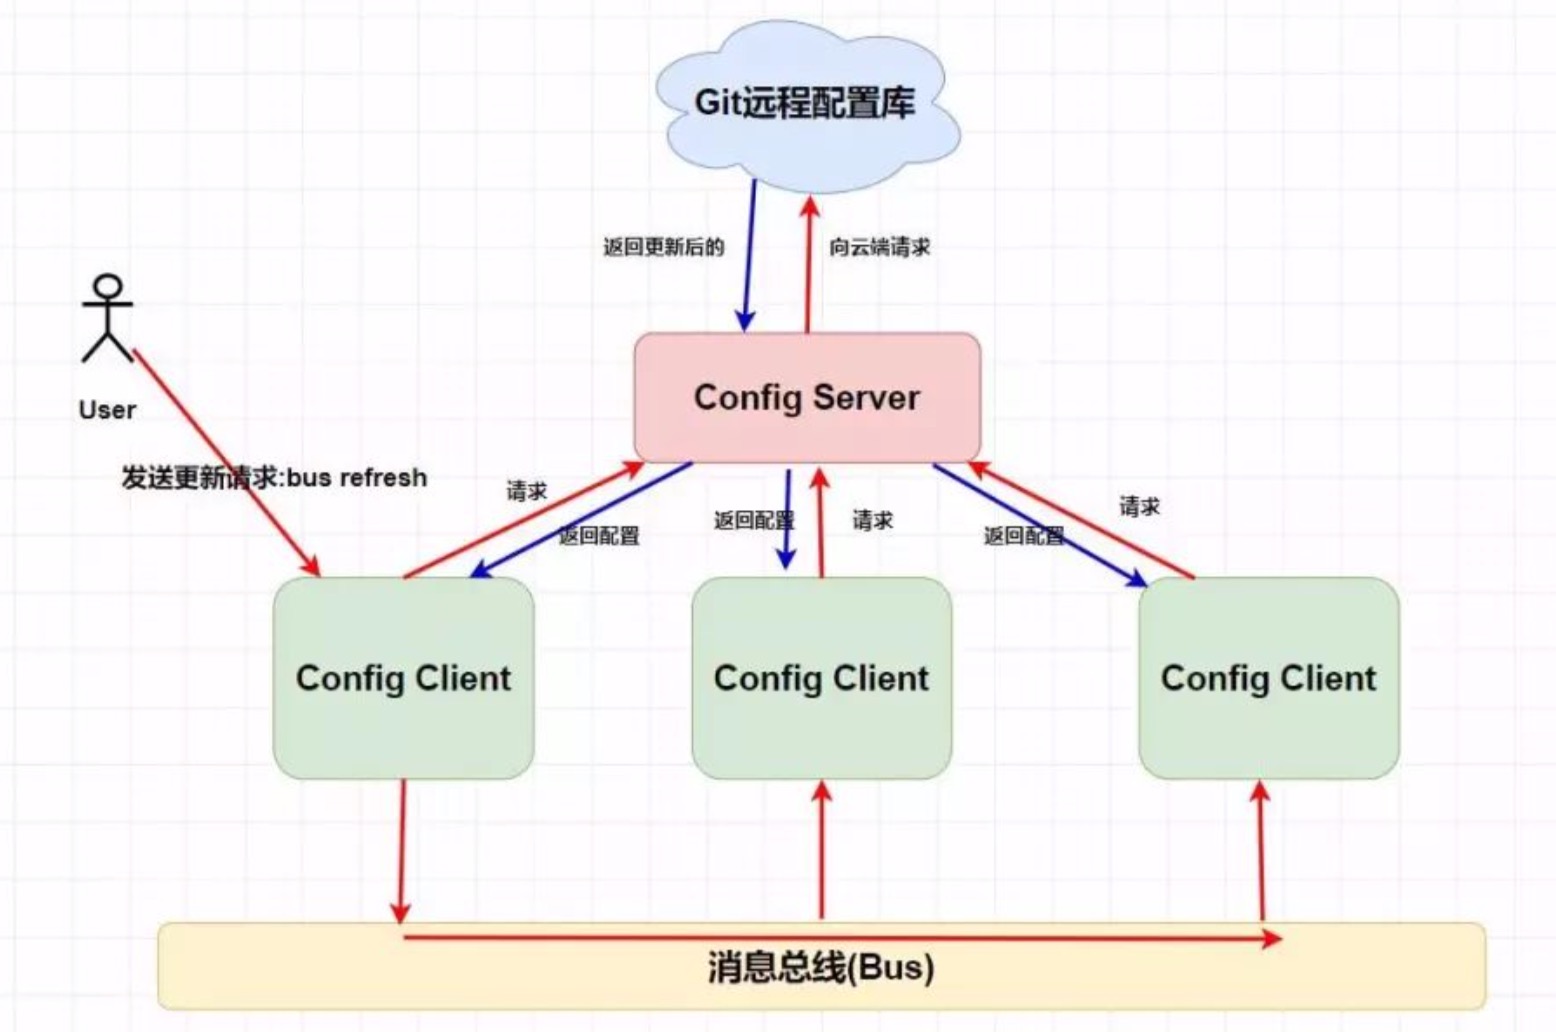 Git远程配置库
返回更新后的
向云端请求
Config Server
User
发送更新请求:bus refresh
请求
返回配置
返回配置
请求
返回配置
请求
Config Client
Config Client
Config Client
消息总线(Bus)